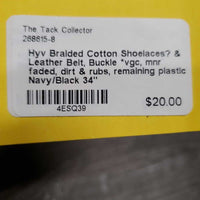 The Tack Collector
268615-8
Hyv Braided Cotton Shoelaces? &
Leather Belt, Buckle *vgc, mnr
faded, dirt & rubs, remaining plastic
Navy/Black 34"
$20.00
4ESQ39